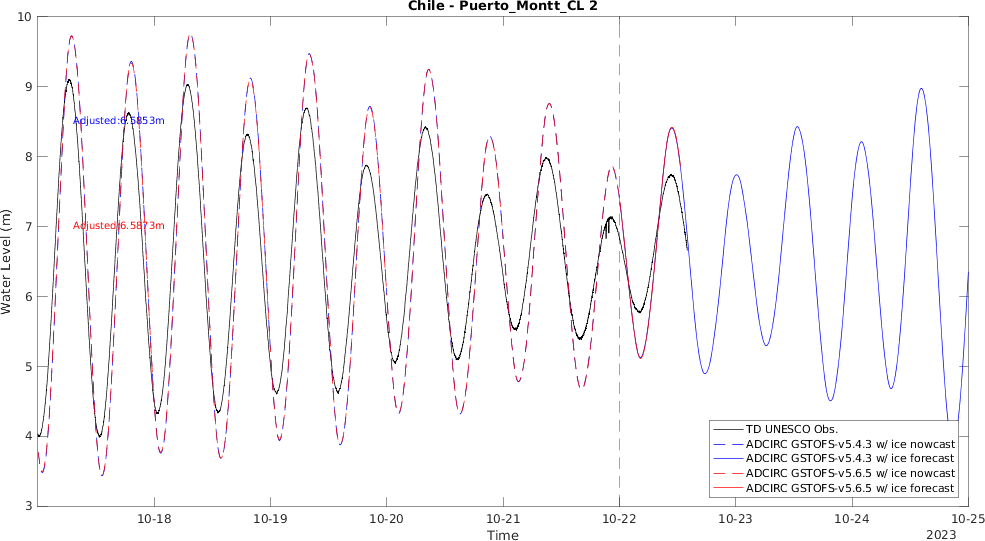 Chile - Puerto_Montt_CL 2
Water Level (m)
10
9
8
7
6
5
4
3
Adjusted:6.5853m
Adjusted:6.5873m
TD UNESCO Obs.
ADCIRC GSTOFS-v5.4.3 w/ ice nowcast
ADCIRC GSTOFS-v5.4.3 w/ ice forecast
ADCIRC GSTOFS-v5.6.5 w/ ice nowcast
ADCIRC GSTOFS-v5.6.5 w/ ice forecast
10-18 10-19 10-20 10-21 10-22 10-23 10-24 10-25
Time
2023